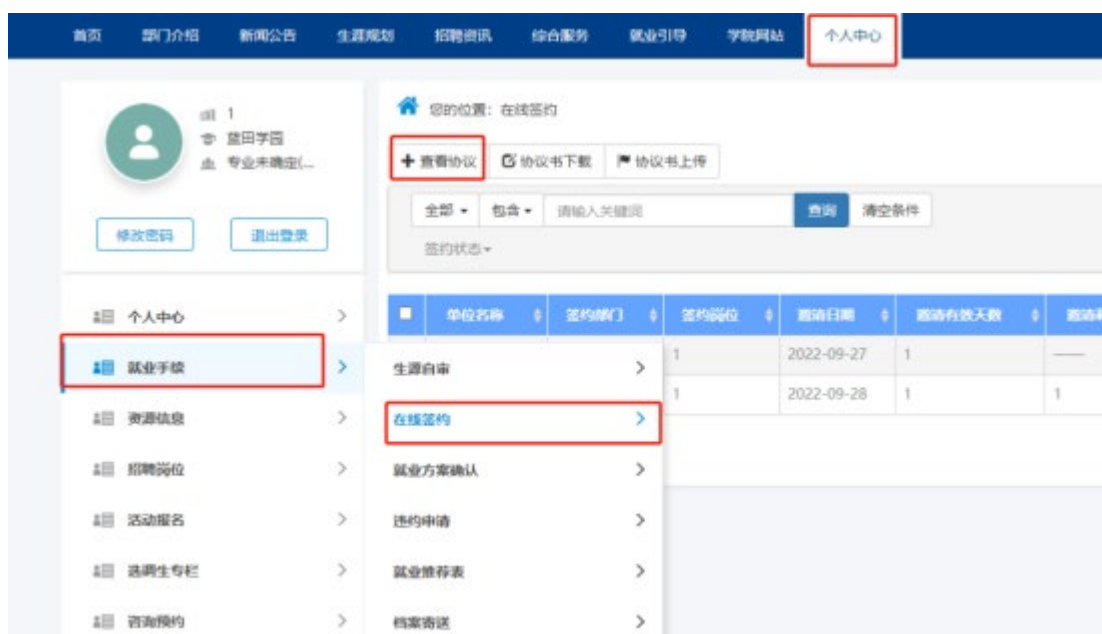 首页 部门介绍 新闻公告 生涯规划 招聘资讯 综合服务 就业引导 学院网站 个人中心
1
蓝田学园
专业未确定(...
修改密码 退出登录
您的位置：在线签约
查看协议 协议书下载 协议书上传
全部 包含 请输入关键词 查询 清空条件
签约状态
单位名称 签约部门 签约岗位 邀请日期 邀请有效天数
1 2022-09-27 1 —
1 2022-09-28 1 1
个人中心
就业手续
资源信息
招聘岗位
活动报名
选调生专栏
咨询预约
生源自审
在线签约
就业方案确认
违约申请
就业推荐表
档案寄送